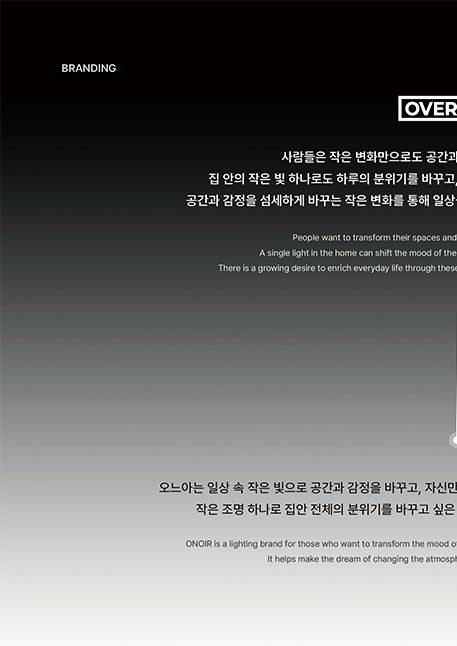 BRANDING
OVER
사람들은 작은 변화만으로도 공간과
집 안의 작은 빛 하나로도 하루의 분위기를 바꾸고,
공간과 감정을 섬세하게 바꾸는 작은 변화를 통해 일상
People want to transform their spaces and
A single light in the home can shift the mood of the
There is a growing desire to enrich everyday life through these
오느아는 일상 속 작은 빛으로 공간과 감정을 바꾸고, 자신만
작은 조명 하나로 집안 전체의 분위기를 바꾸고 싶은
ONOIR is a lighting brand for those who want to transform the mood of
It helps make the dream of changing the atmosph